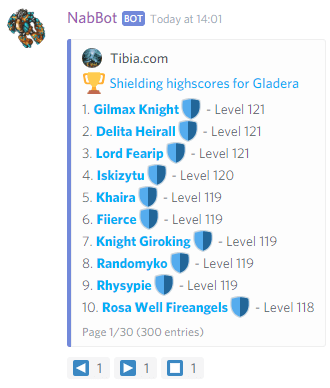 NabBot BOT Today at 14:01
Tibia.com
Shielding highscores for Gladera
1. Gilmax Knight - Level 121
2. Delita Heirall - Level 121
3. Lord Fearip - Level 121
4. Iskizytu - Level 120
5. Khaira - Level 119
6. Fiierce - Level 119
7. Knight Giroking - Level 119
8. Randomyko - Level 119
9. Rhysypie - Level 119
10. Rosa Well Fireangels - Level 118
Page 1/30 (300 entries)
1 1 1